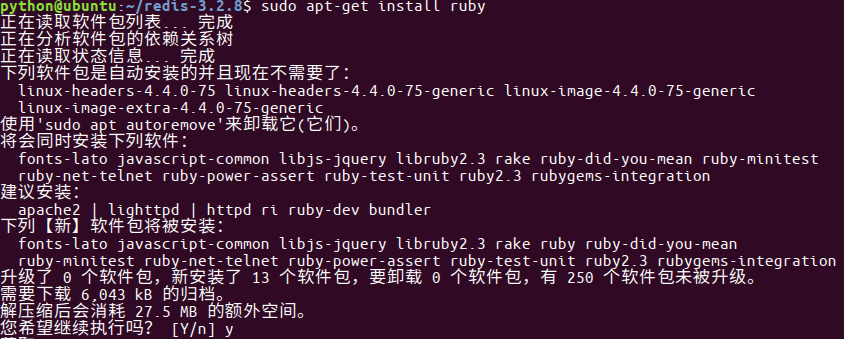 python@ubuntu:~/redis-3.2.8$ sudo apt-get install ruby
正在读取软件包列表... 完成
正在分析软件包的依赖关系树
正在读取状态信息... 完成
下列软件包是自动安装的并且现在不需要了：
linux-headers-4.4.0-75 linux-headers-4.4.0-75-generic linux-image-4.4.0-75-generic
linux-image-extra-4.4.0-75-generic
使用'sudo apt autoremove'来卸载它(它们)。
将会同时安装下列软件：
fonts-lato javascript-common libjs-jquery libruby2.3 rake ruby-did-you-mean ruby-minitest
ruby-net-telnet ruby-power-assert ruby-test-unit ruby2.3 rubygems-integration
建议安装：
apache2 | lighttpd | httpd ri ruby-dev bundler
下列【新】软件包将被安装：
fonts-lato javascript-common libjs-jquery libruby2.3 rake ruby ruby-did-you-mean
ruby-minitest ruby-net-telnet ruby-power-assert ruby-test-unit ruby2.3 rubygems-integration
升级了 0 个软件包，新安装了 13 个软件包，要卸载 0 个软件包，有 250 个软件包未被升级。
需要下载 6,043 kB 的归档。
解压缩后会消耗 27.5 MB 的额外空间。
您希望继续执行吗？ [Y/n] y